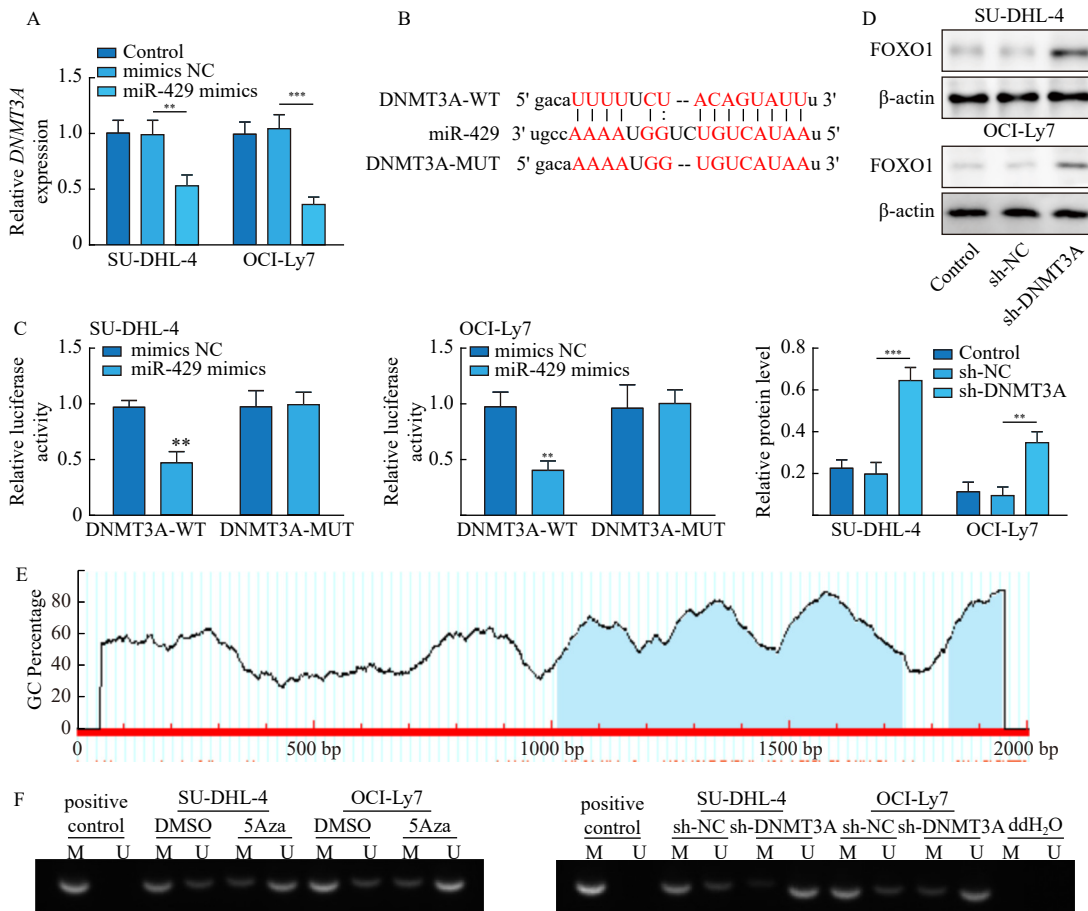 A
Control
mimics NC
miR-429 mimics
Relative DNMT3A
expression
1.5
1.0
0.5
0
**
***
SU-DHL-4
OCI-Ly7
B
DNMT3A-WT 5' gacaUUUUUCU -- ACAGUAUUu 3'
miR-429 3' ugccAAAAUGGUCUGUCAUAAu 5'
DNMT3A-MUT 5' gacaAAAAUGG -- UGUCAUAAu 3'
D
SU-DHL-4
FOXO1
β-actin
OCI-Ly7
FOXO1
β-actin
Control
sh-NC
sh-DNMT3A
C
SU-DHL-4
mimics NC
miR-429 mimics
Relative luciferase
activity
1.5
1.0
0.5
0
**
DNMT3A-WT
DNMT3A-MUT
OCI-Ly7
mimics NC
miR-429 mimics
Relative luciferase
activity
1.5
1.0
0.5
0
**
DNMT3A-WT
DNMT3A-MUT
Control
sh-NC
sh-DNMT3A
Relative protein level
0.8
0.6
0.4
0.2
***
**
SU-DHL-4
OCI-Ly7
E
GC Percentage
80
60
40
20
0
0 500 bp 1000 bp 1500 bp 2000 bp
F
positive
control
SU-DHL-4 OCI-Ly7
DMSO 5Aza DMSO 5Aza
M U M U M U M U M U
positive
control
SU-DHL-4 OCI-Ly7
sh-NC sh-DNMT3A sh-NC sh-DNMT3A ddH₂O
M U M U M U M U M U M U